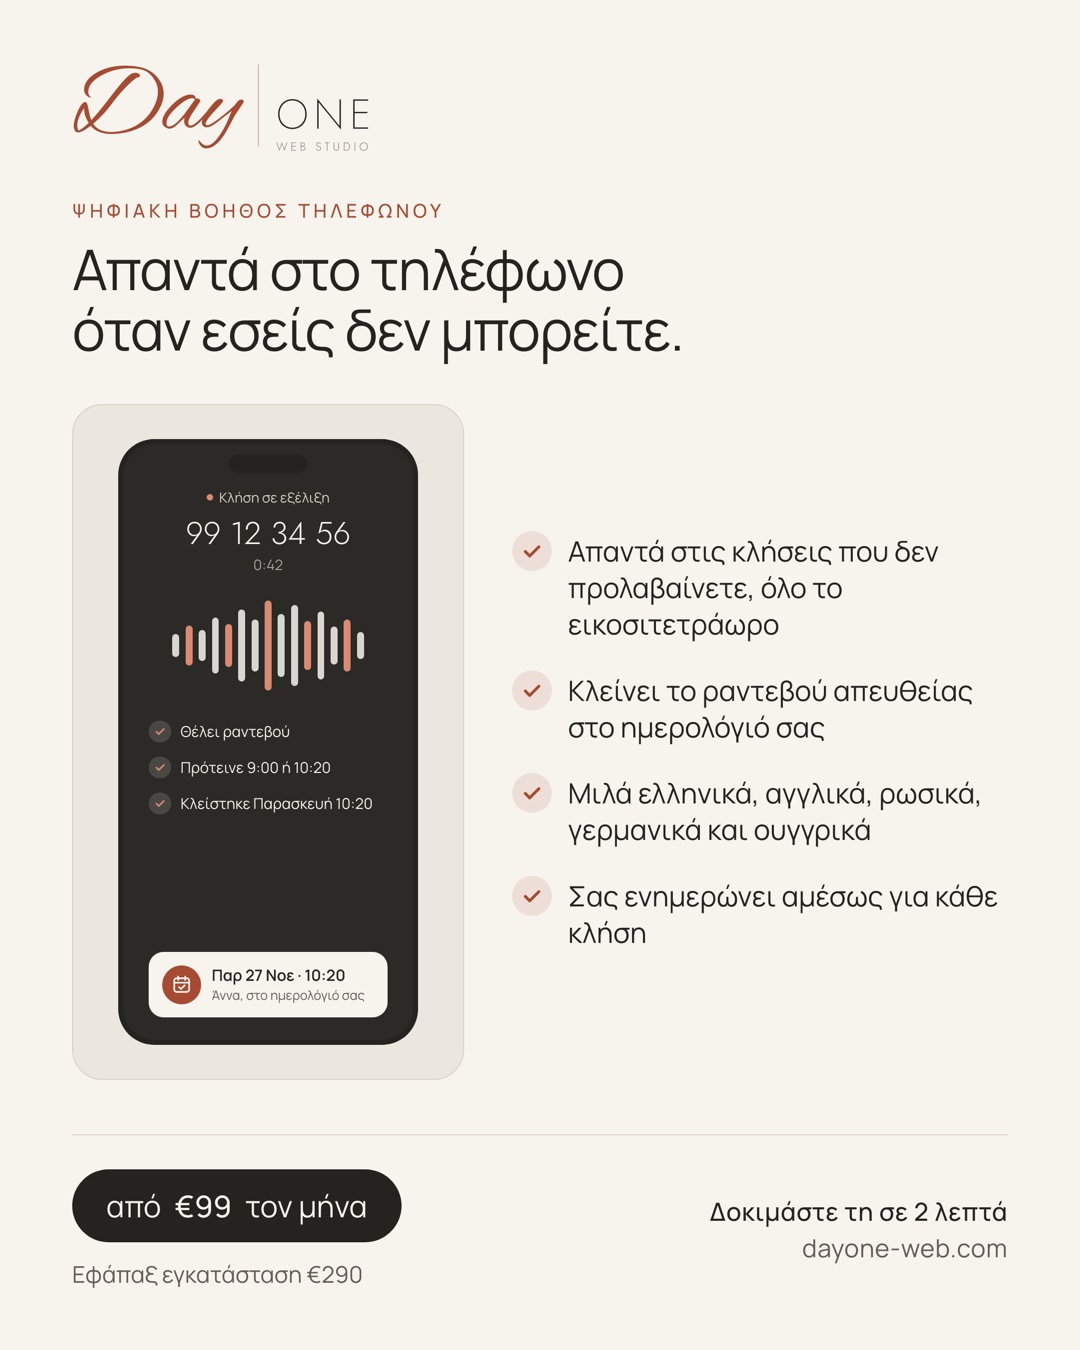 Day ONE
WEB STUDIO
ΨΗΦΙΑΚΗ ΒΟΗΘΟΣ ΤΗΛΕΦΩΝΟΥ
Απαντά στο τηλέφωνο
όταν εσείς δεν μπορείτε.
Κλήση σε εξέλιξη
99 12 34 56
0:42
Θέλει ραντεβού
Πρότεινε 9:00 ή 10:20
Κλείστηκε Παρασκευή 10:20
Παρ 27 Νοε · 10:20
Άννα, στο ημερολόγιό σας
Απαντά στις κλήσεις που δεν
προλαβαίνετε, όλο το
εικοσιτετράωρο
Κλείνει το ραντεβού απευθείας
στο ημερολόγιό σας
Μιλά ελληνικά, αγγλικά, ρωσικά,
γερμανικά και ουγγρικά
Σας ενημερώνει αμέσως για κάθε
κλήση
από €99 τον μήνα
Εφάπαξ εγκατάσταση €290
Δοκιμάστε τη σε 2 λεπτά
dayone-web.com